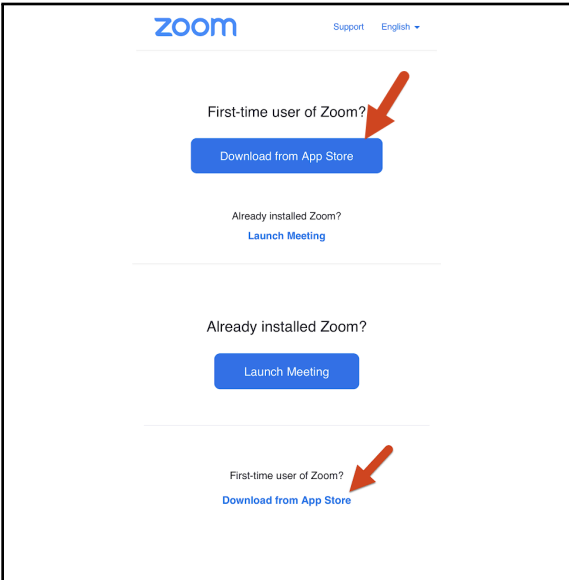 zoom
Support English
First-time user of Zoom?
Download from App Store
Already installed Zoom?
Launch Meeting
Already installed Zoom?
Launch Meeting
First-time user of Zoom?
Download from App Store